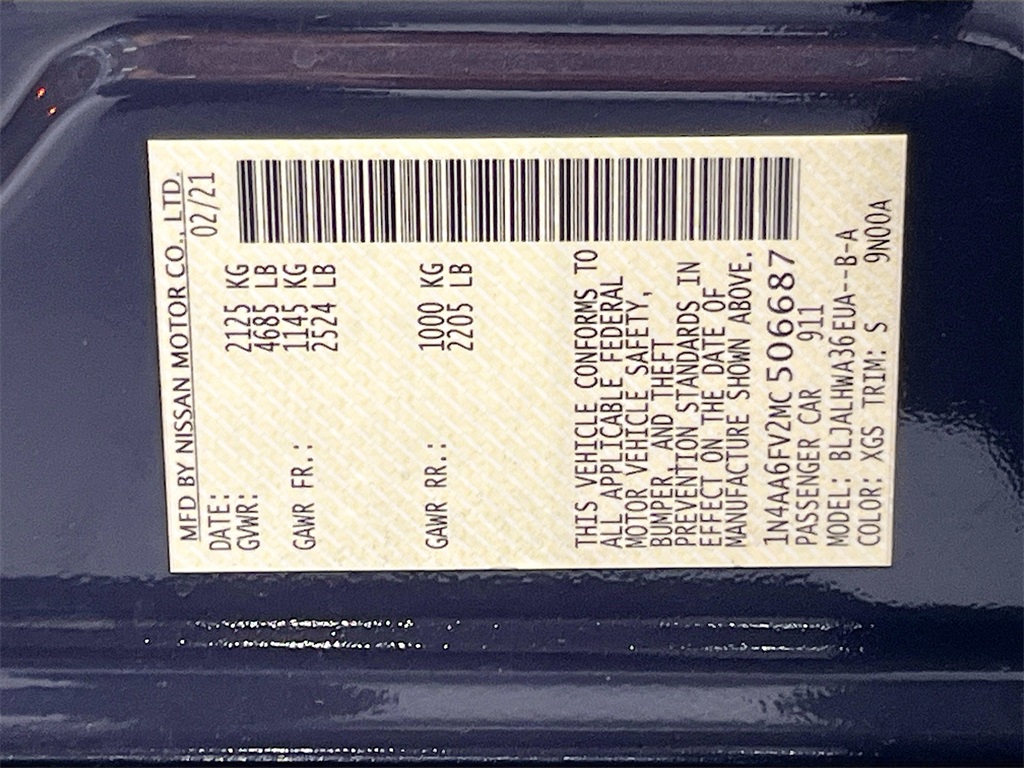 MFD BY NISSAN MOTOR CO., LTD.
DATE: 02/21
GVWR: 2125 KG
4685 LB
GAWR FR.: 1145 KG
2524 LB
GAWR RR.: 1000 KG
2205 LB
THIS VEHICLE CONFORMS TO
ALL APPLICABLE FEDERAL
MOTOR VEHICLE SAFETY,
BUMPER, AND THEFT
PREVENTION STANDARDS IN
EFFECT ON THE DATE OF
MANUFACTURE SHOWN ABOVE.
1N4AA6FV2MC506687
PASSENGER CAR 911
MODEL: BLJALHWA36EUA--B-A
COLOR: XGS TRIM: S 9N00A